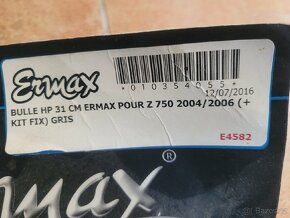 Ermax
*010354055*
12/07/2016
BULLE HP 31 CM ERMAX POUR Z 750 2004/2006 (+
KIT FIX) GRIS
E4582
®
ermax